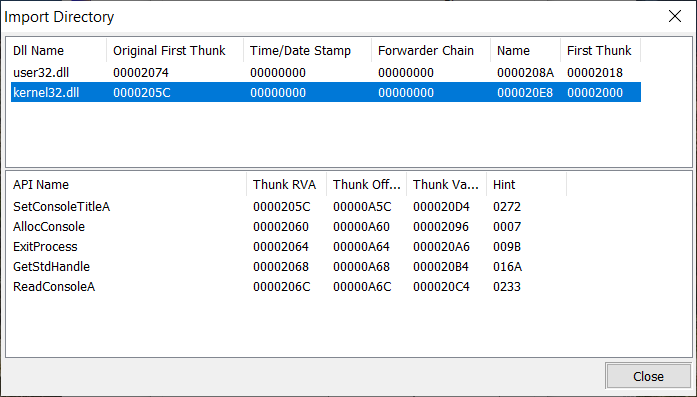 Import Directory
Dll Name Original First Thunk Time/Date Stamp Forwarder Chain Name First Thunk
user32.dll 00002074 00000000 00000000 0000208A 00002018
kernel32.dll 0000205C 00000000 00000000 000020E8 00002000
API Name Thunk RVA Thunk Off... Thunk Va... Hint
SetConsoleTitleA 0000205C 00000A5C 000020D4 0272
AllocConsole 00002060 00000A60 00002096 0007
ExitProcess 00002064 00000A64 000020A6 009B
GetStdHandle 00002068 00000A68 000020B4 016A
ReadConsoleA 0000206C 00000A6C 000020C4 0233
Close